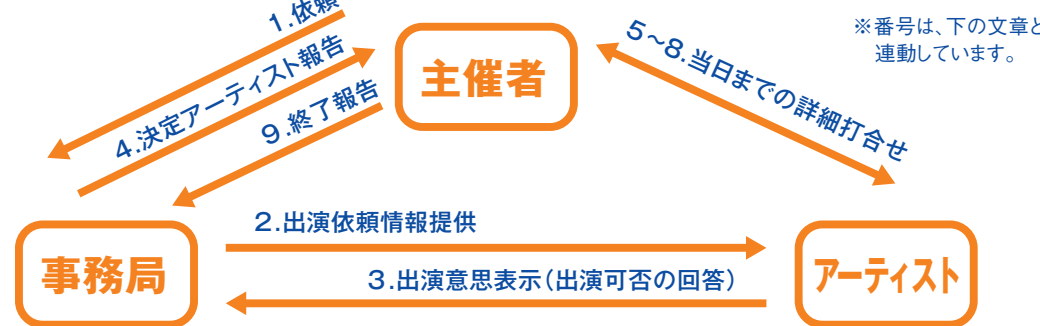 1.依頼
※番号は、下の文章と
連動しています。
5~8.当日までの詳細打合せ
4.決定アーティスト報告
主催者
9.終了報告
2.出演依頼情報提供
事務局
アーティスト
3.出演意思表示(出演可否の回答)